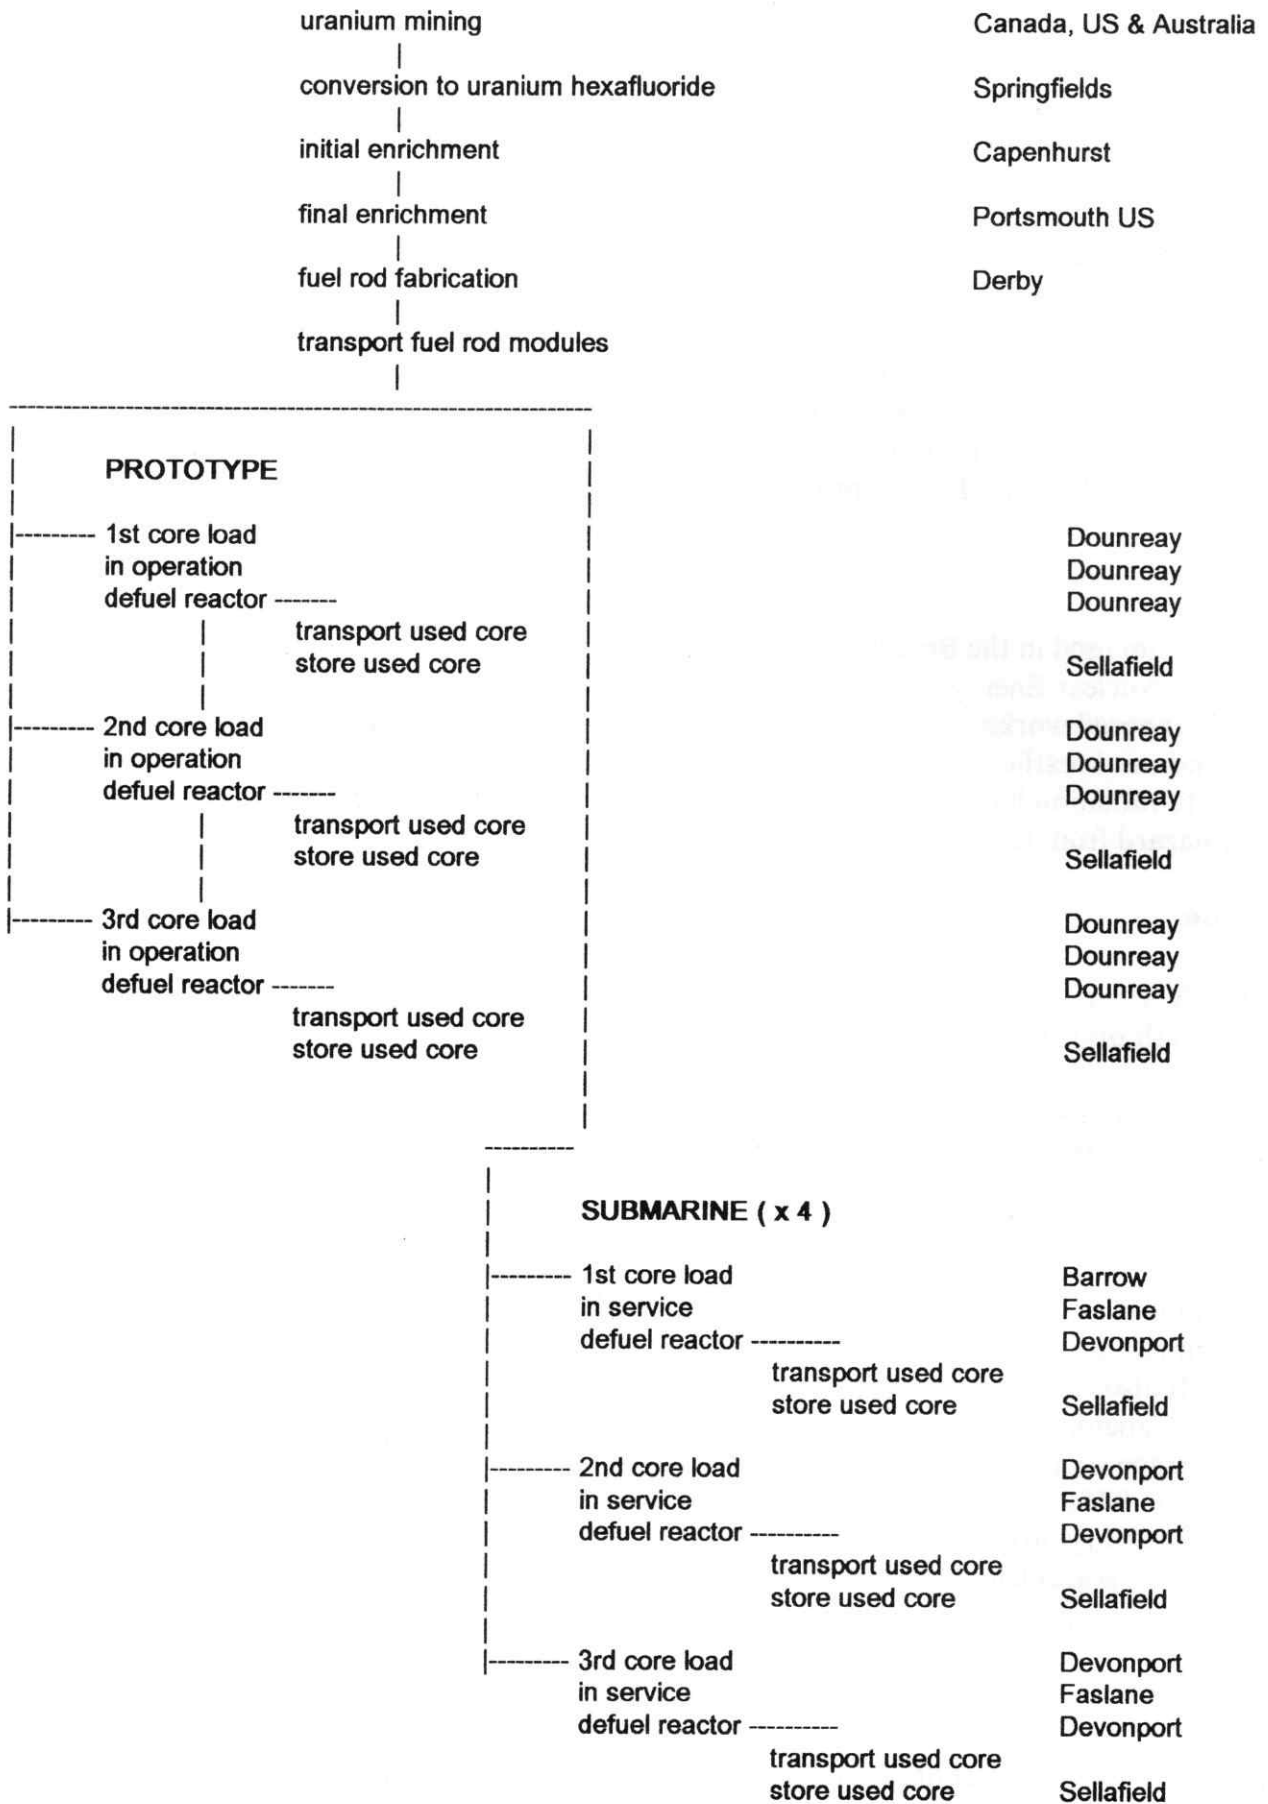 uranium mining Canada, US & Australia
conversion to uranium hexafluoride Springfields
initial enrichment Capenhurst
final enrichment Portsmouth US
fuel rod fabrication Derby
transport fuel rod modules
PROTOTYPE
1st core load Dounreay
in operation Dounreay
defuel reactor Dounreay
transport used core
store used core Sellafield
2nd core load Dounreay
in operation Dounreay
defuel reactor Dounreay
transport used core
store used core Sellafield
3rd core load Dounreay
in operation Dounreay
defuel reactor Dounreay
transport used core
store used core Sellafield
SUBMARINE ( x 4 )
1st core load Barrow
in service Faslane
defuel reactor Devonport
transport used core
store used core Sellafield
2nd core load Devonport
in service Faslane
defuel reactor Devonport
transport used core
store used core Sellafield
3rd core load Devonport
in service Faslane
defuel reactor Devonport
transport used core
store used core Sellafield